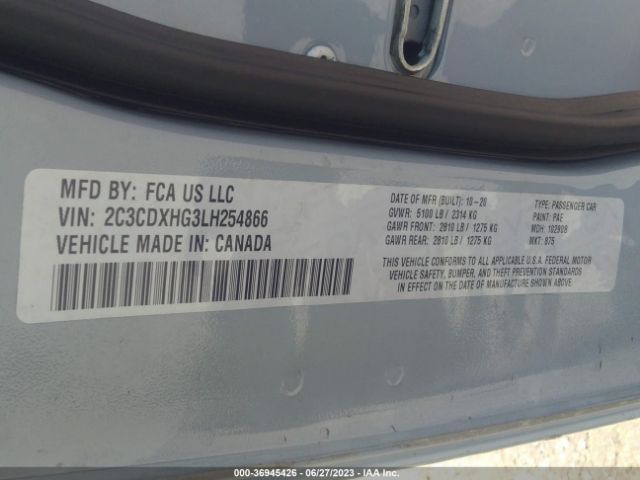 MFD BY: FCA US LLC
VIN: 2C3CDXHG3LH254866
VEHICLE MADE IN: CANADA
DATE OF MFR (BUILT): 10-20
GVWR: 5100 LB / 2314 KG
GAWR FRONT: 2810 LB / 1275 KG
GAWR REAR: 2810 LB / 1275 KG
TYPE: PASSENGER CAR
PAINT: PAE
MDH: 102908
MKT: 875
THIS VEHICLE CONFORMS TO ALL APPLICABLE U.S.A. FEDERAL MOTOR
VEHICLE SAFETY, BUMPER, AND THEFT PREVENTION STANDARDS
IN EFFECT ON THE DATE OF MANUFACTURE SHOWN ABOVE.
000-36945426 - 06/27/2023 - IAA Inc.